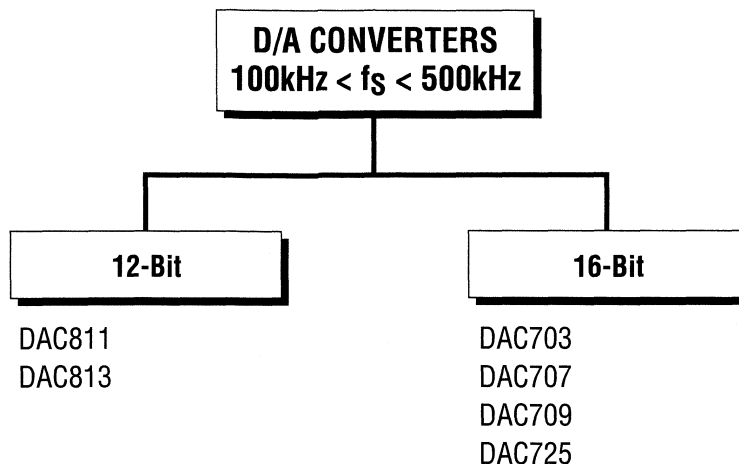 D/A CONVERTERS
100kHz < fS < 500kHz
12-Bit
DAC811
DAC813
16-Bit
DAC703
DAC707
DAC709
DAC725